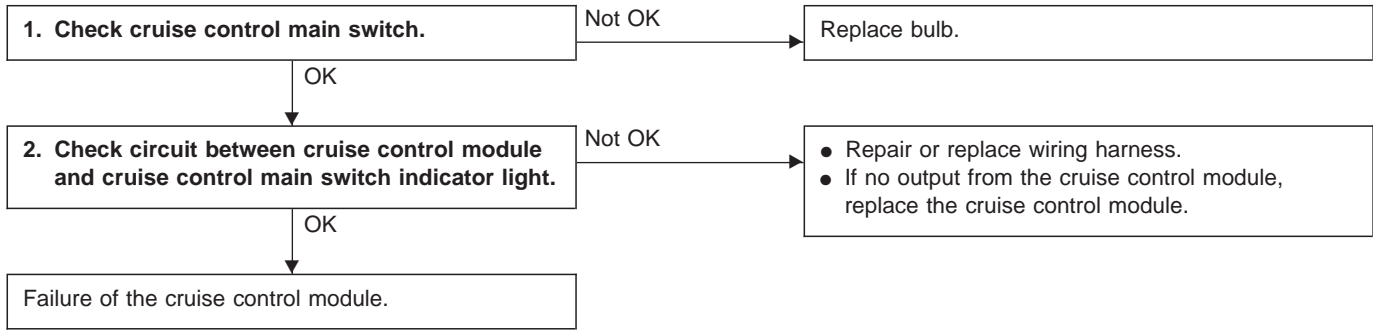 1. Check cruise control main switch.
Not OK
Replace bulb.
OK
2. Check circuit between cruise control module
and cruise control main switch indicator light.
Not OK
● Repair or replace wiring harness.
● If no output from the cruise control module,
replace the cruise control module.
OK
Failure of the cruise control module.